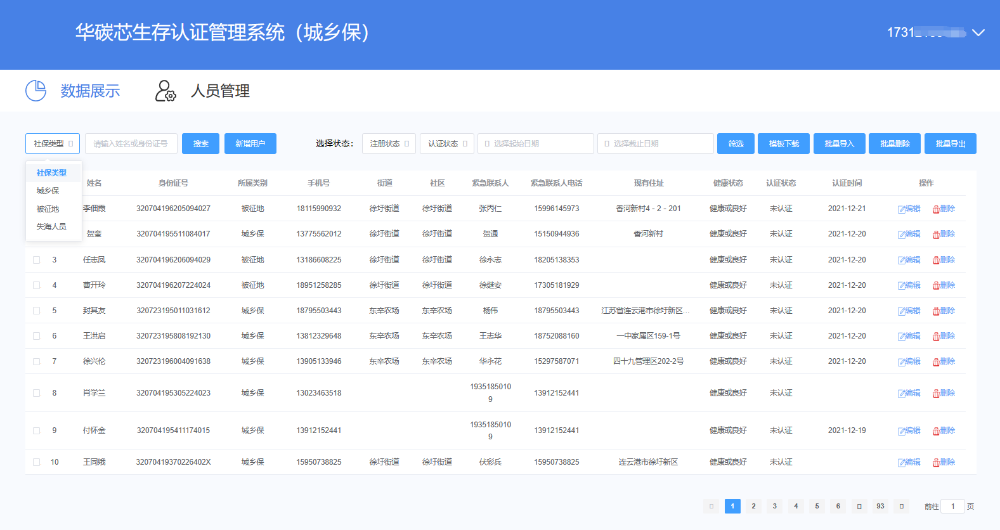 华碳芯生存认证管理系统（城乡保）
1731
数据展示 人员管理
社保类型 请输入姓名或身份证号 搜索 新增用户 选择状态： 注册状态 认证状态 选择起始日期 选择截止日期 筛选 模板下载 批量导入 批量删除 批量导出
社保类型
城乡保
被征地
失海人员
姓名 身份证号 所属类别 手机号 街道 社区 紧急联系人 紧急联系人电话 现有住址 健康状态 认证状态 认证时间 操作
李佃霞 320704196205094027 被征地 18115990932 徐圩街道 徐圩街道 张丙仁 15996145973 香河新村4－2－201 健康或良好 未认证 2021-12-21 编辑 删除
贺奎 320704195511084017 城乡保 13775562012 徐圩街道 徐圩街道 贺通 15150944936 香河新村 健康或良好 未认证 2021-12-20 编辑 删除
3 任志凤 320704196206094029 被征地 13186608225 徐圩街道 徐圩街道 徐永志 18205138353 健康或良好 未认证 2021-12-20 编辑 删除
4 曹开玲 320704196207224024 被征地 18951258285 徐圩街道 徐圩街道 徐继安 17305181929 健康或良好 未认证 2021-12-20 编辑 删除
5 封其友 320723195011031612 城乡保 18795503443 东辛农场 东辛农场 杨伟 18795503443 江苏省连云港市徐圩新区... 健康或良好 未认证 2021-12-20 编辑 删除
6 王洪启 320723195808192130 城乡保 13812329648 东辛农场 东辛农场 王志华 18752088160 一中家属区159-1号 健康或良好 未认证 2021-12-20 编辑 删除
7 徐兴伦 320723196004091638 城乡保 13905133946 东辛农场 东辛农场 华永花 15297587071 四十九管理区202-2号 健康或良好 未认证 2021-12-20 编辑 删除
8 肖学兰 320704195305224023 城乡保 13023463518 19351850109 13912152441 健康或良好 未认证 编辑 删除
9 付怀金 320704195411174015 城乡保 13912152441 19351850109 13912152441 健康或良好 未认证 2021-12-19 编辑 删除
10 王同娥 32070419370226402X 城乡保 15950738825 徐圩街道 徐圩街道 伏彩兵 15950738825 连云港市徐圩新区 健康或良好 未认证 编辑 删除
1 2 3 4 5 6 93 前往 1 页